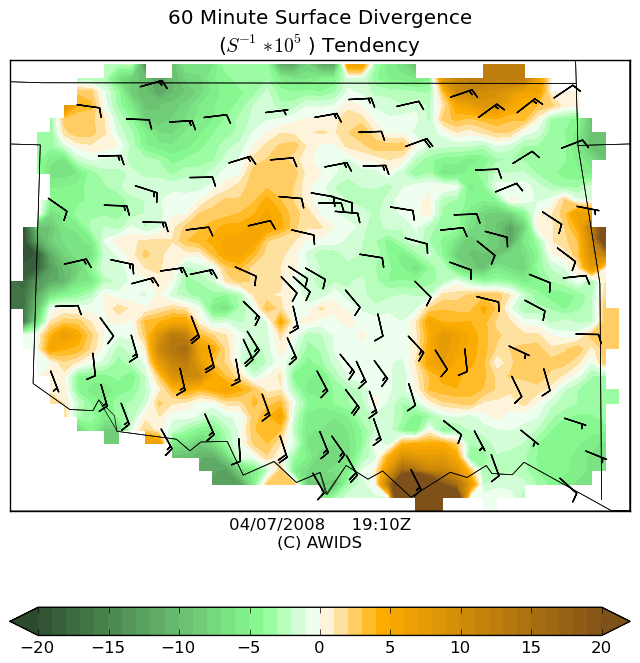 60 Minute Surface Divergence
(S⁻¹ *10⁵ ) Tendency
04/07/2008 19:10Z
(C) AWIDS
−20 −15 −10 −5 0 5 10 15 20